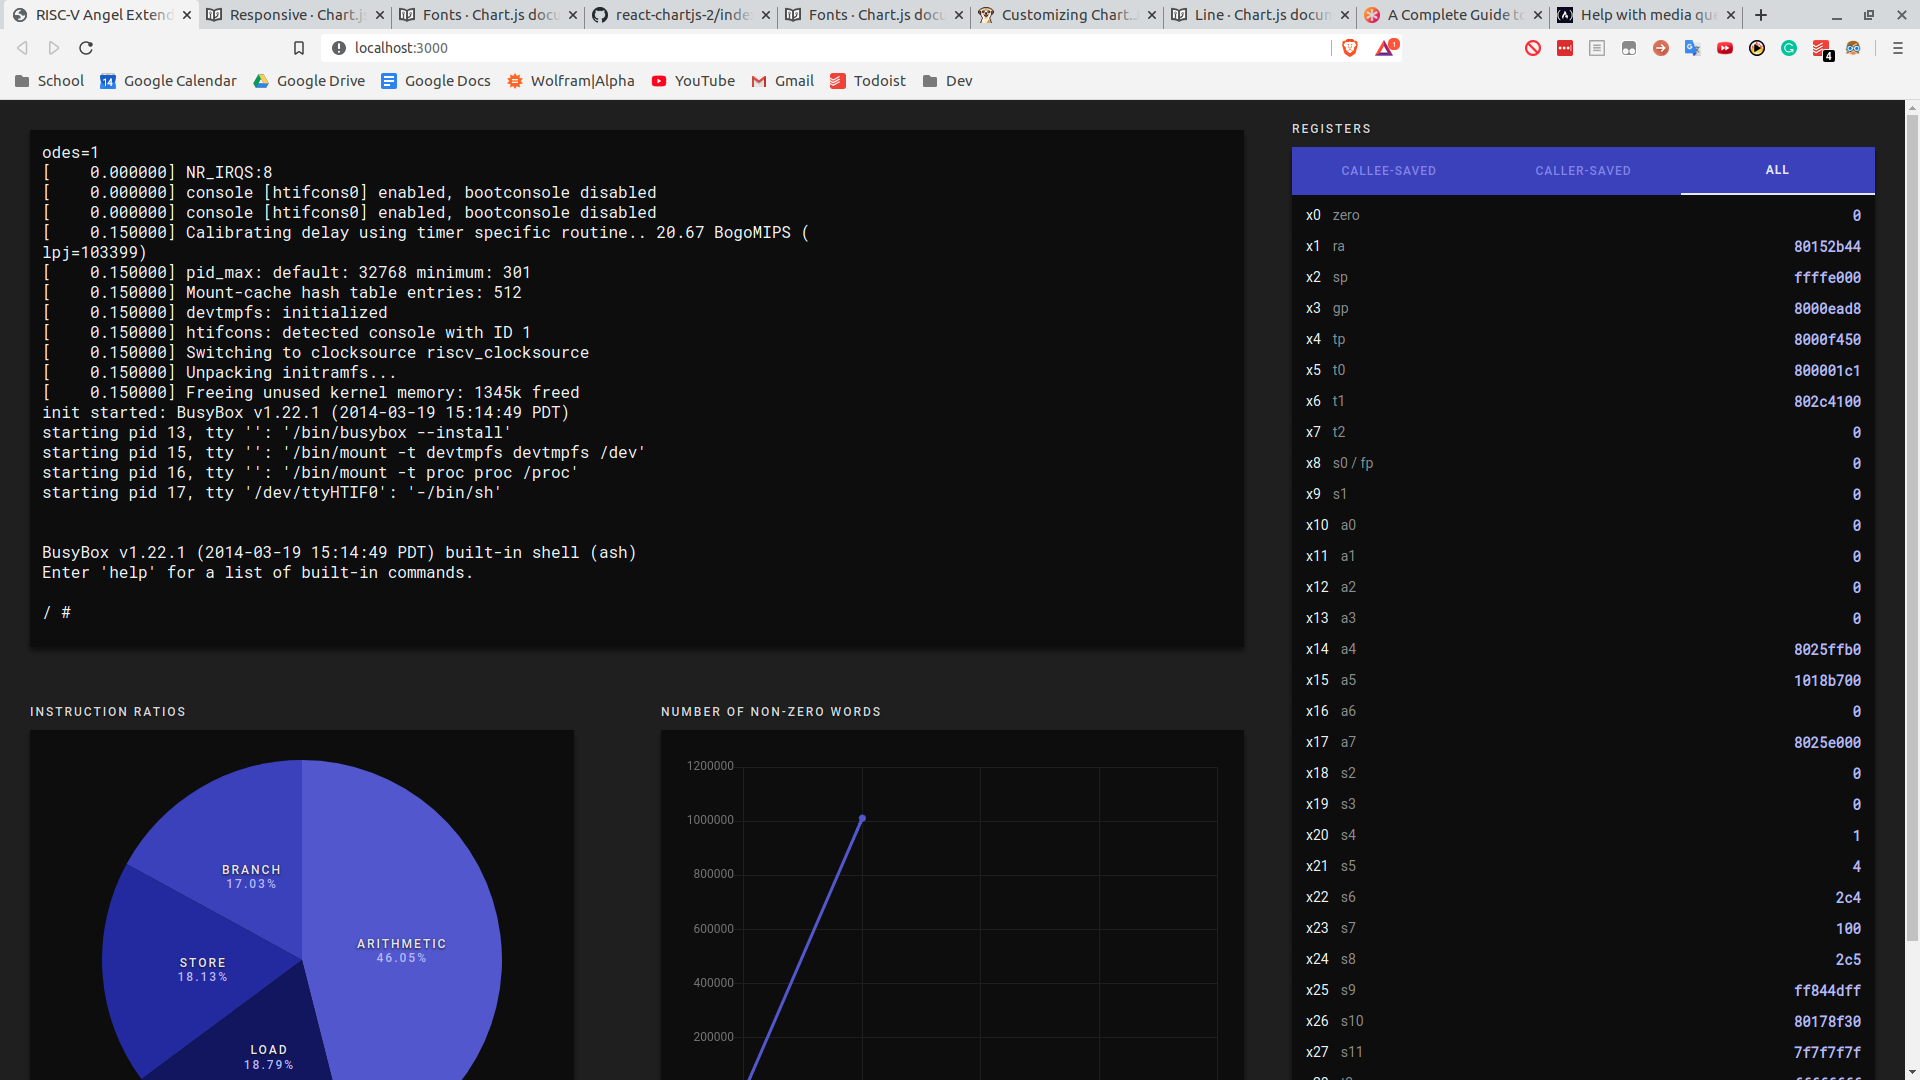 RISC-V Angel Extend
Responsive · Chart.js
Fonts · Chart.js docu
react-chartjs-2/inde
Fonts · Chart.js docu
Customizing Chart.
Line · Chart.js docum
A Complete Guide to
Help with media que
localhost:3000
1
4
School
14
Google Calendar
Google Drive
Google Docs
Wolfram|Alpha
YouTube
Gmail
Todoist
Dev
odes=1
[    0.000000] NR_IRQS:8
[    0.000000] console [htifcons0] enabled, bootconsole disabled
[    0.000000] console [htifcons0] enabled, bootconsole disabled
[    0.150000] Calibrating delay using timer specific routine.. 20.67 BogoMIPS (
lpj=103399)
[    0.150000] pid_max: default: 32768 minimum: 301
[    0.150000] Mount-cache hash table entries: 512
[    0.150000] devtmpfs: initialized
[    0.150000] htifcons: detected console with ID 1
[    0.150000] Switching to clocksource riscv_clocksource
[    0.150000] Unpacking initramfs...
[    0.150000] Freeing unused kernel memory: 1345k freed
init started: BusyBox v1.22.1 (2014-03-19 15:14:49 PDT)
starting pid 13, tty '': '/bin/busybox --install'
starting pid 15, tty '': '/bin/mount -t devtmpfs devtmpfs /dev'
starting pid 16, tty '': '/bin/mount -t proc proc /proc'
starting pid 17, tty '/dev/ttyHTIF0': '-/bin/sh'
BusyBox v1.22.1 (2014-03-19 15:14:49 PDT) built-in shell (ash)
Enter 'help' for a list of built-in commands.
/ #
INSTRUCTION RATIOS
BRANCH
17.03%
ARITHMETIC
46.05%
STORE
18.13%
LOAD
18.79%
NUMBER OF NON-ZERO WORDS
1200000
1000000
800000
600000
400000
200000
REGISTERS
CALLEE-SAVED CALLER-SAVED ALL
x0 zero 0
x1 ra 80152b44
x2 sp ffffe000
x3 gp 8000ead8
x4 tp 8000f450
x5 t0 800001c1
x6 t1 802c4100
x7 t2 0
x8 s0 / fp 0
x9 s1 0
x10 a0 0
x11 a1 0
x12 a2 0
x13 a3 0
x14 a4 8025ffb0
x15 a5 1018b700
x16 a6 0
x17 a7 8025e000
x18 s2 0
x19 s3 0
x20 s4 1
x21 s5 4
x22 s6 2c4
x23 s7 100
x24 s8 2c5
x25 s9 ff844dff
x26 s10 80178f30
x27 s11 7f7f7f7f